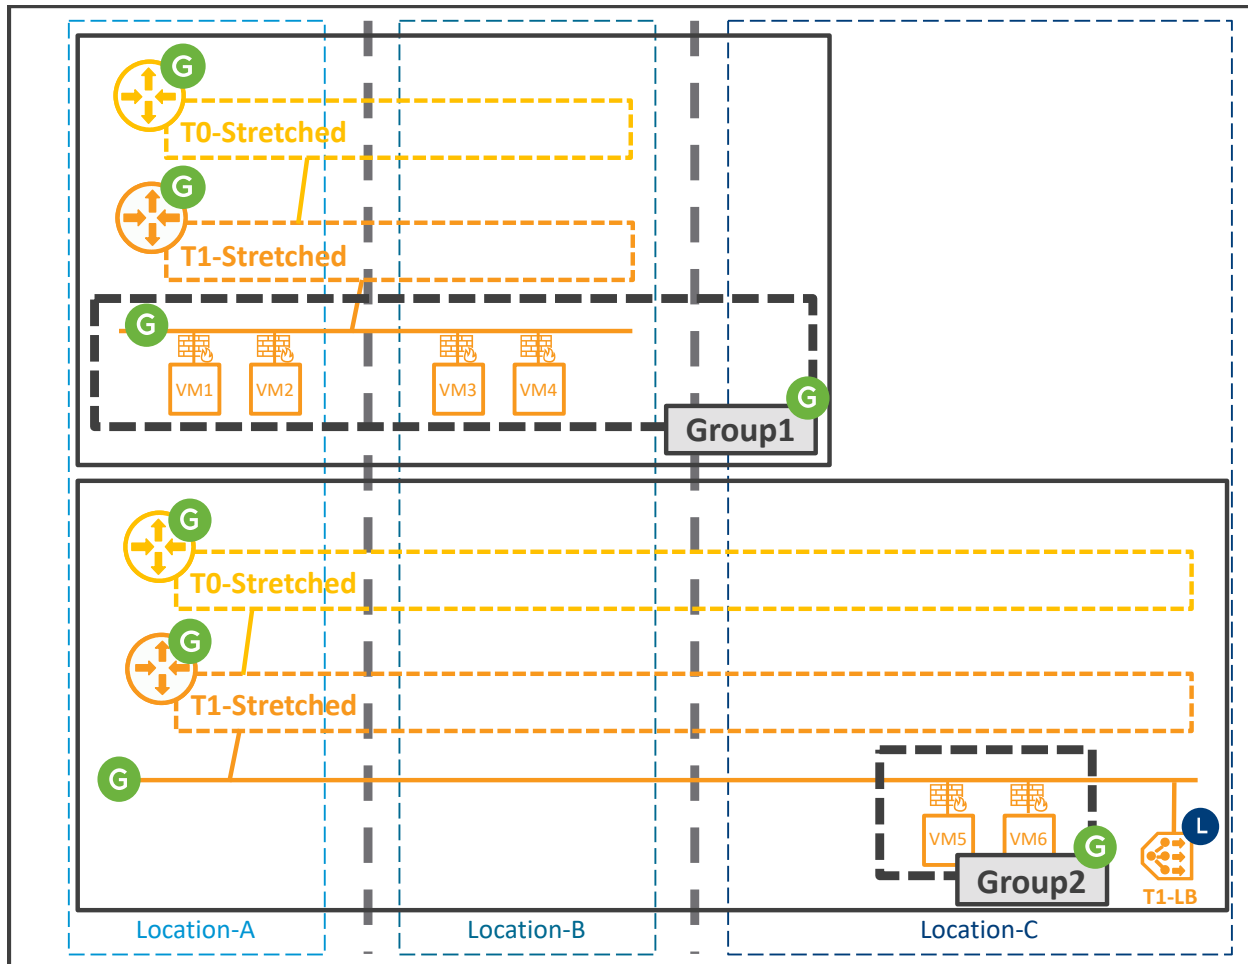 G
T0-Stretched
G
T1-Stretched
G
VM1 VM2 VM3 VM4
G
Group1
G
T0-Stretched
G
T1-Stretched
G
VM5 VM6
L
G
Group2
T1-LB
Location-A Location-B Location-C